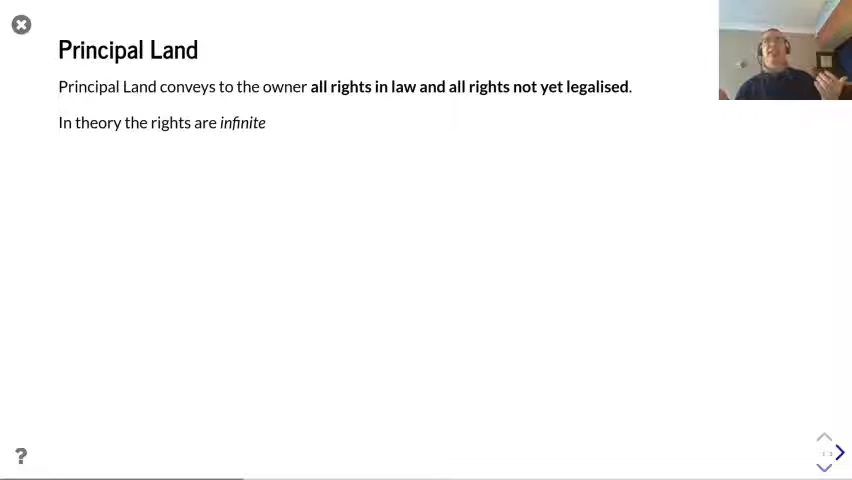 Principal Land
Principal Land conveys to the owner all rights in law and all rights not yet legalised.
In theory the rights are infinite
?